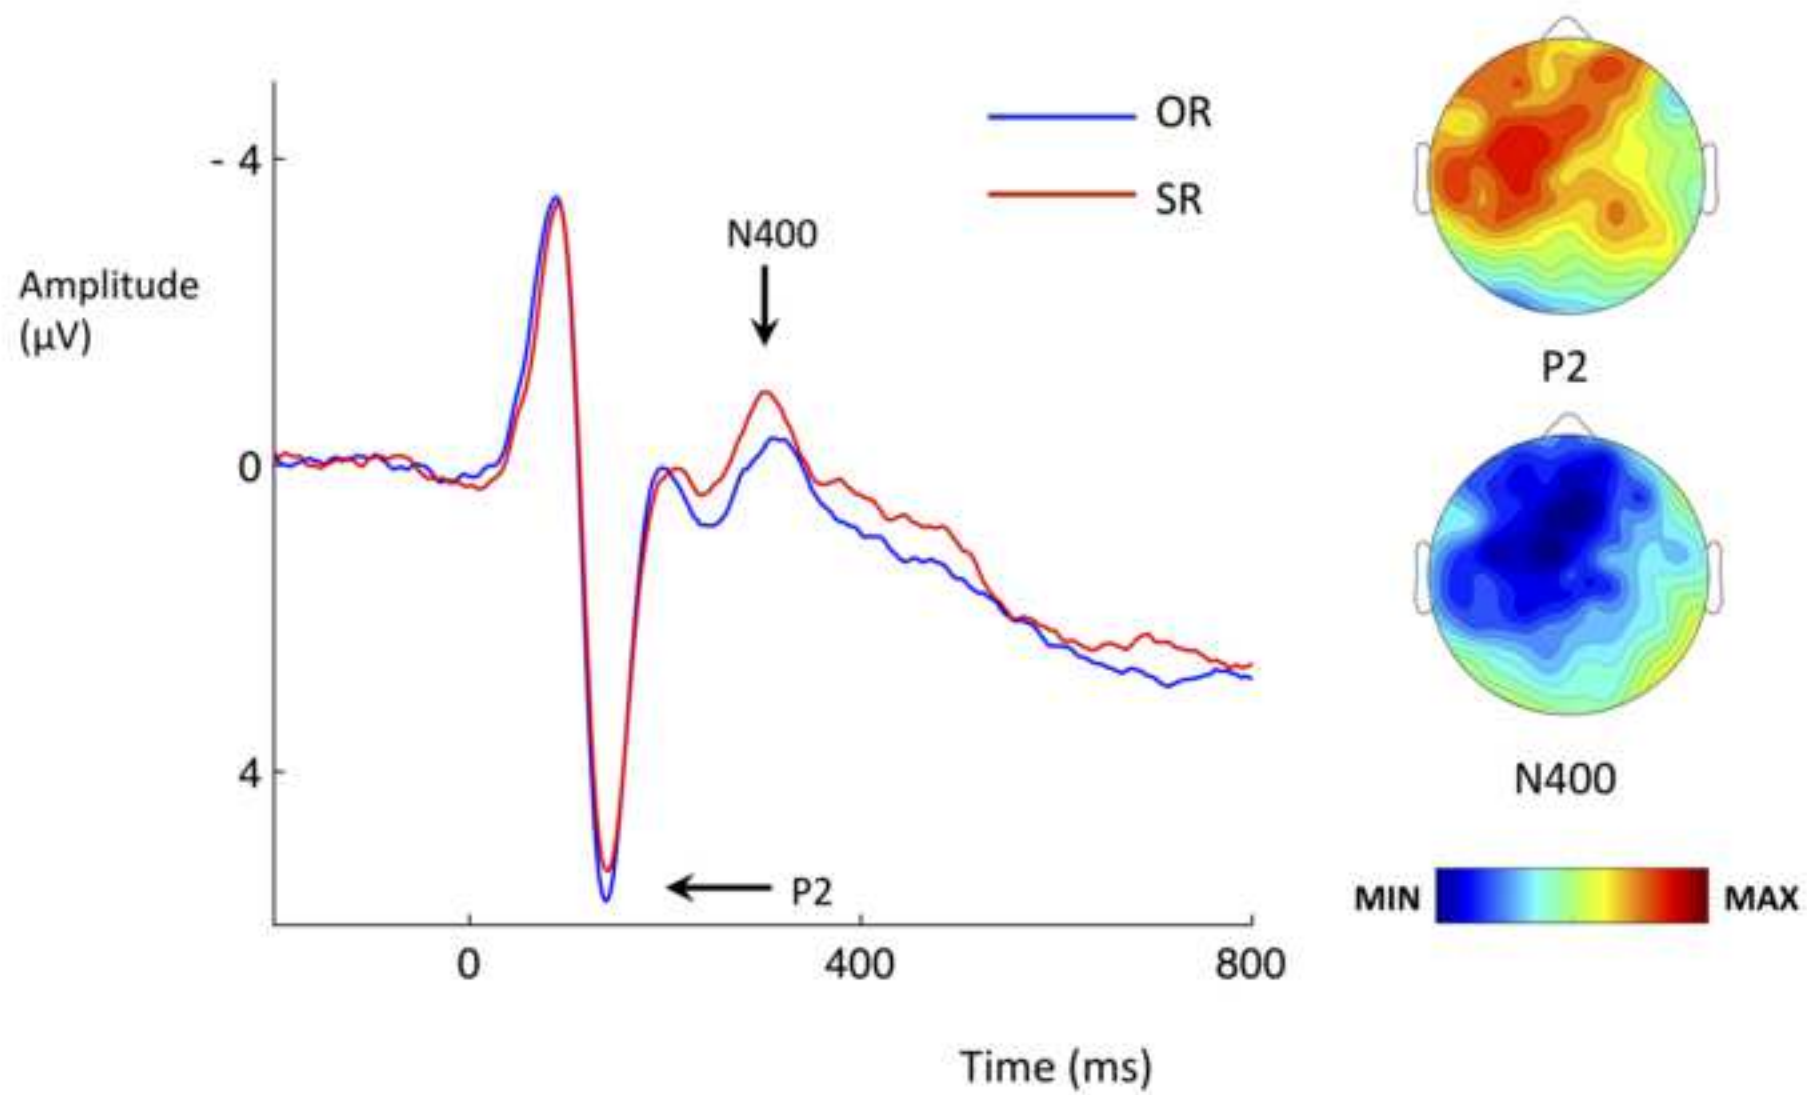 OR
- 4
SR
N400
Amplitude
(µV)
P2
0
N400
4
MIN
MAX
P2
0
400
800
Time (ms)